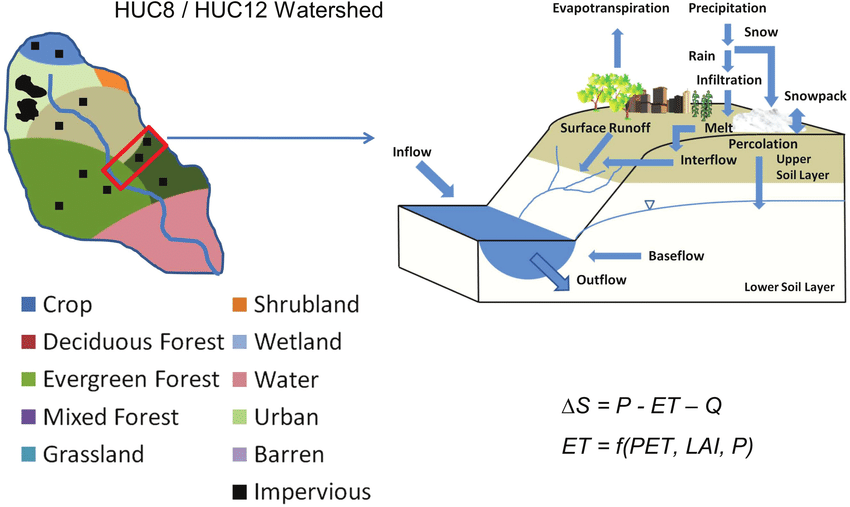 HUC8 / HUC12 Watershed
Evapotranspiration
Precipitation
Snow
Rain
Infiltration
Snowpack
Surface Runoff
Melt
Percolation
Inflow
Interflow
Upper
Soil Layer
Baseflow
Outflow
Lower Soil Layer
Crop
Deciduous Forest
Evergreen Forest
Mixed Forest
Grassland
Shrubland
Wetland
Water
Urban
Barren
Impervious
∆S = P - ET – Q
ET = f(PET, LAI, P)